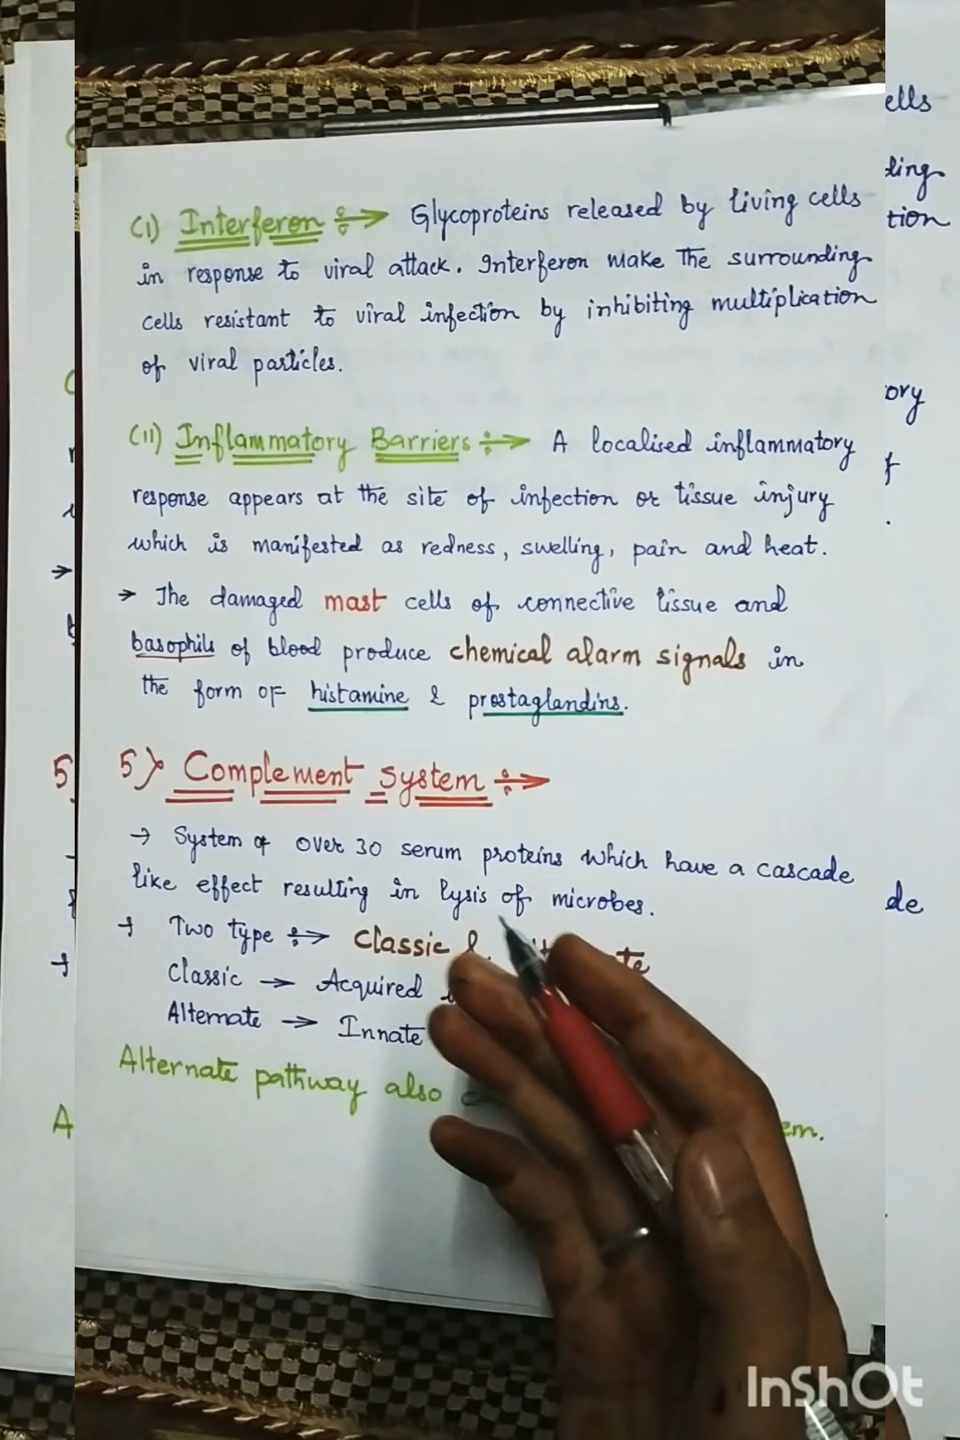 (I) Interferon ÷→ Glycoproteins released by living cells
in response to viral attack. Interferon make the surrounding
cells resistant to viral infection by inhibiting multiplication
of viral particles.
(II) Inflammatory Barriers ÷→ A localised inflammatory
response appears at the site of infection or tissue injury
which is manifested as redness, swelling, pain and heat.
→ The damaged mast cells of connective tissue and
basophils of blood produce chemical alarm signals in
the form of histamine & prostaglandins.
5) Complement system ÷→
→ System of over 30 serum proteins which have a cascade
like effect resulting in lysis of microbes.
→ Two type ÷→ Classic &
Classic → Acquired
Alternate → Innate
Alternate pathway also
ells
ding
tion
ory
de
em.
InShOt